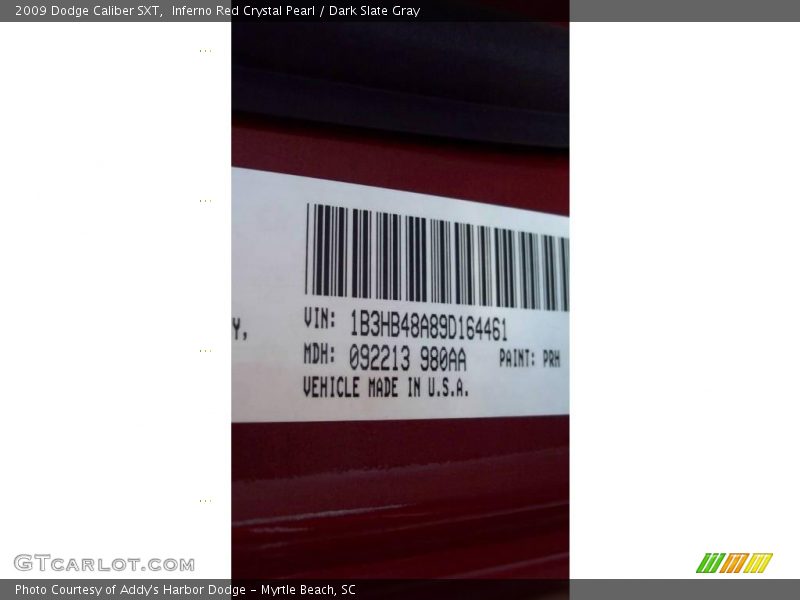 2009 Dodge Caliber SXT,  Inferno Red Crystal Pearl / Dark Slate Gray
Y,
VIN: 1B3HB48A89D164461
MDH: 092213 980AA PAINT: PRH
VEHICLE MADE IN U.S.A.
GTCARLOT.COM
Photo Courtesy of Addy's Harbor Dodge - Myrtle Beach, SC